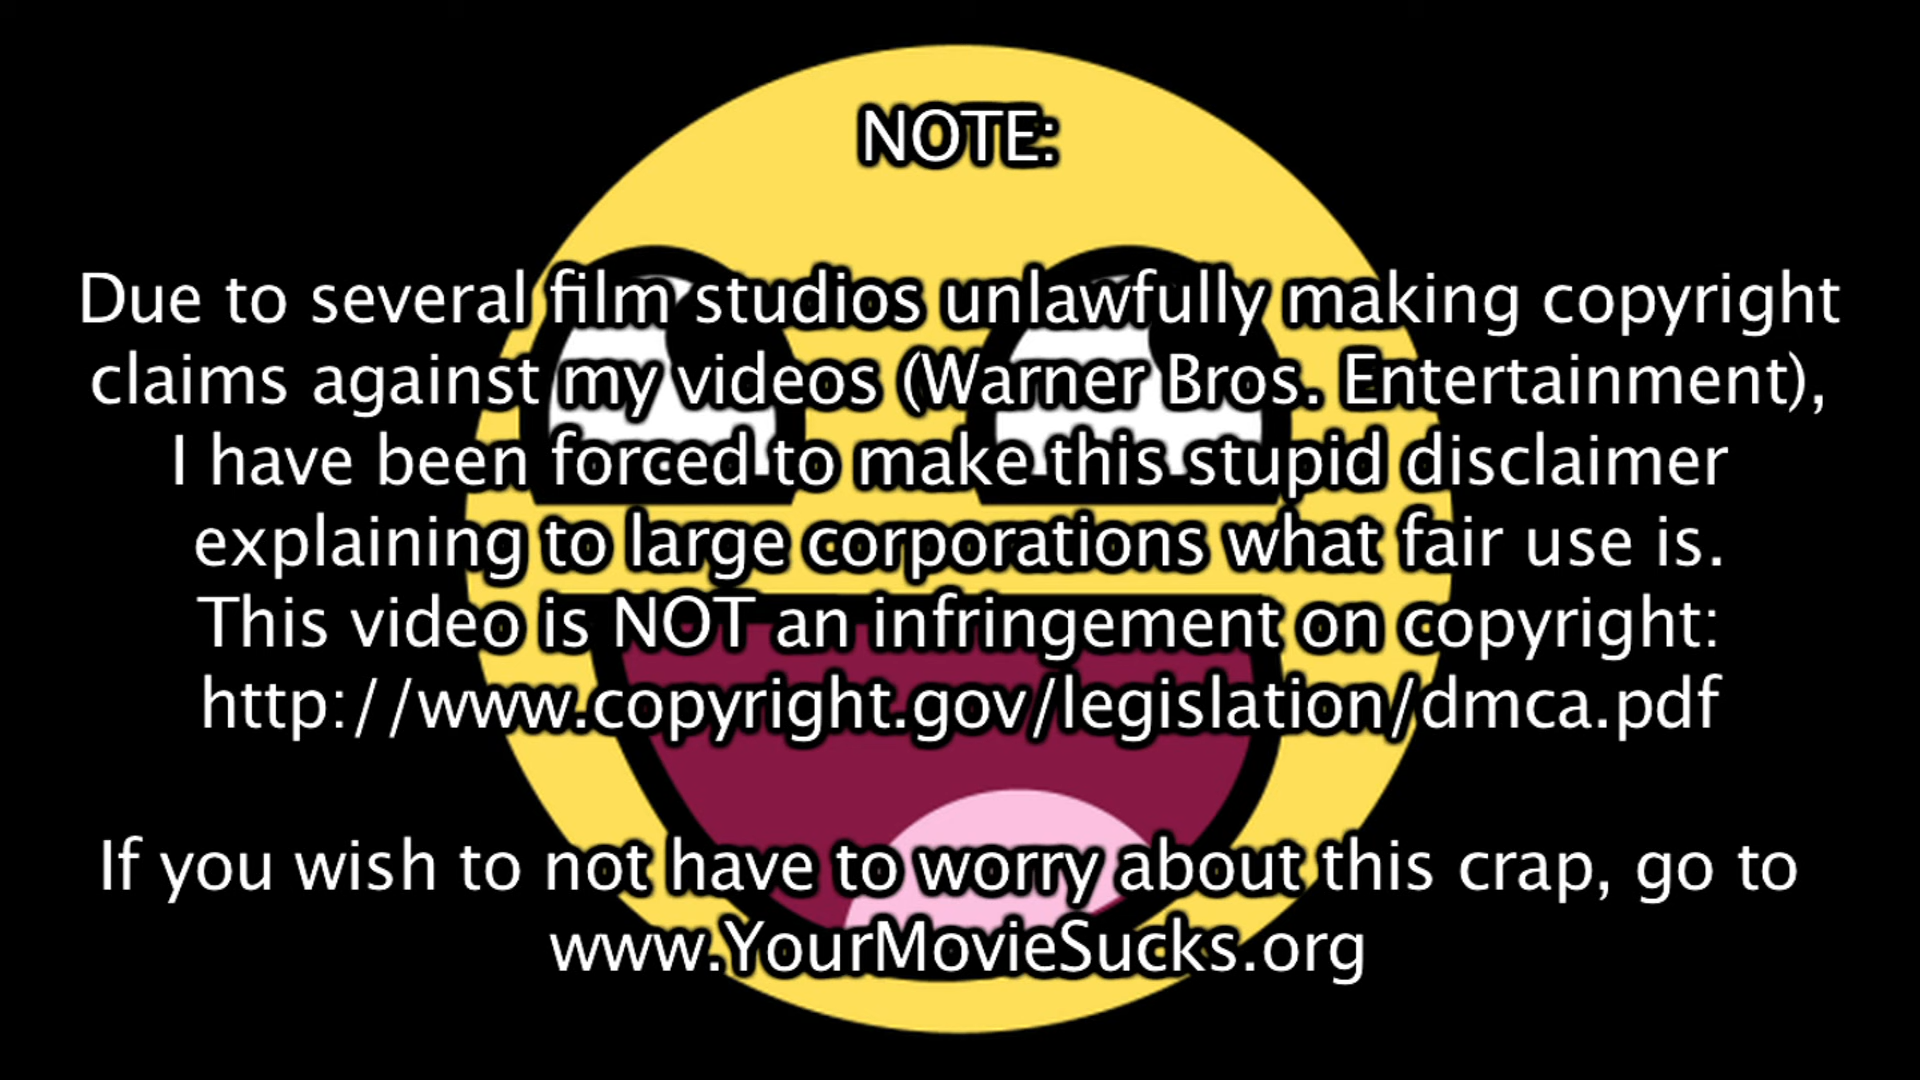 NOTE:
Due to several film studios unlawfully making copyright
claims against my videos (Warner Bros. Entertainment),
I have been forced to make this stupid disclaimer
explaining to large corporations what fair use is.
This video is NOT an infringement on copyright:
http://www.copyright.gov/legislation/dmca.pdf
If you wish to not have to worry about this crap, go to
www.YourMovieSucks.org